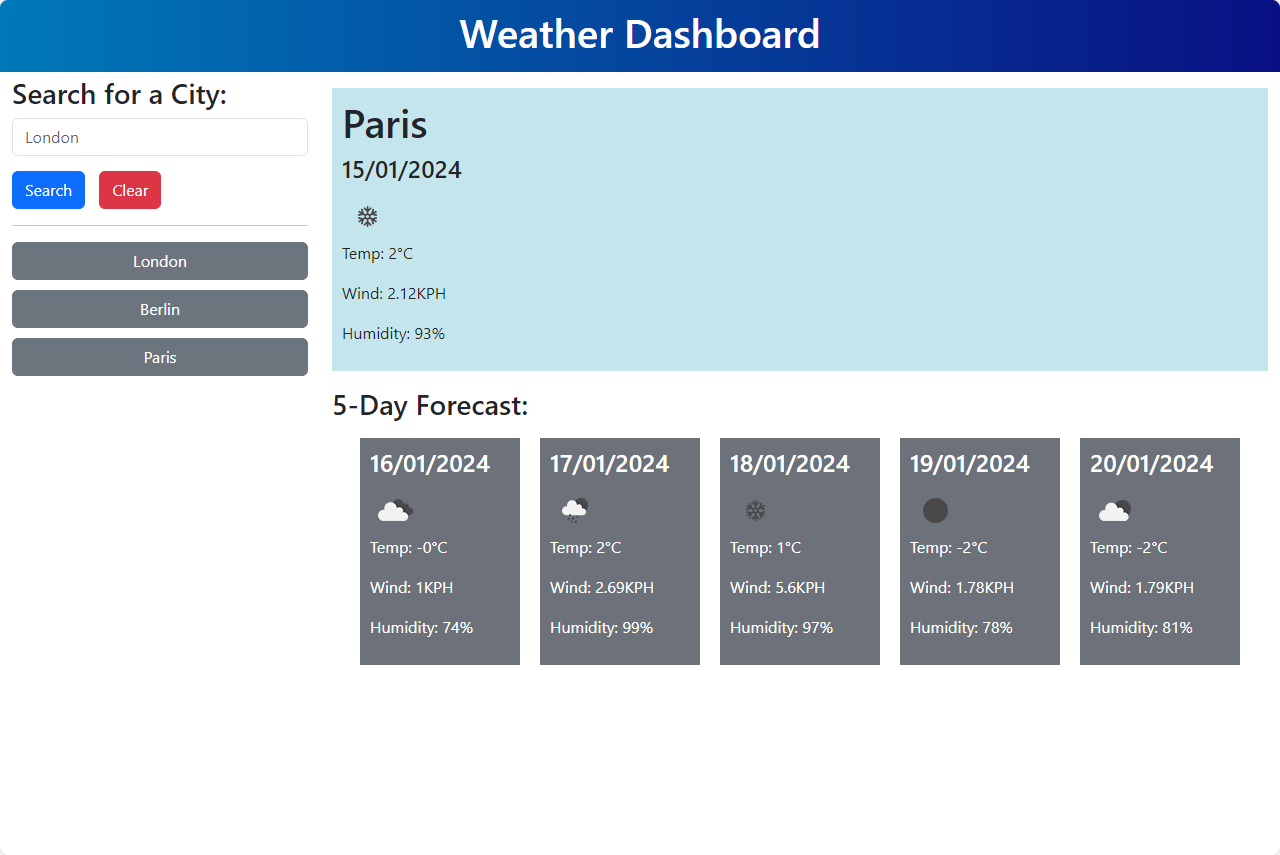 Weather Dashboard
Search for a City:
London
Search
Clear
London
Berlin
Paris
Paris
15/01/2024
Temp: 2°C
Wind: 2.12KPH
Humidity: 93%
5-Day Forecast:
16/01/2024
Temp: -0°C
Wind: 1KPH
Humidity: 74%
17/01/2024
Temp: 2°C
Wind: 2.69KPH
Humidity: 99%
18/01/2024
Temp: 1°C
Wind: 5.6KPH
Humidity: 97%
19/01/2024
Temp: -2°C
Wind: 1.78KPH
Humidity: 78%
20/01/2024
Temp: -2°C
Wind: 1.79KPH
Humidity: 81%